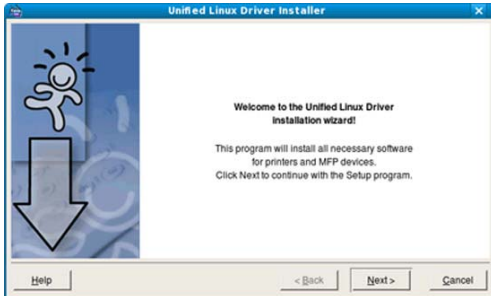 Unified Linux Driver Installer
Welcome to the Unified Linux Driver
installation wizard!
This program will install all necessary software
for printers and MFP devices.
Click Next to continue with the Setup program.
Help
< Back
Next >
Cancel